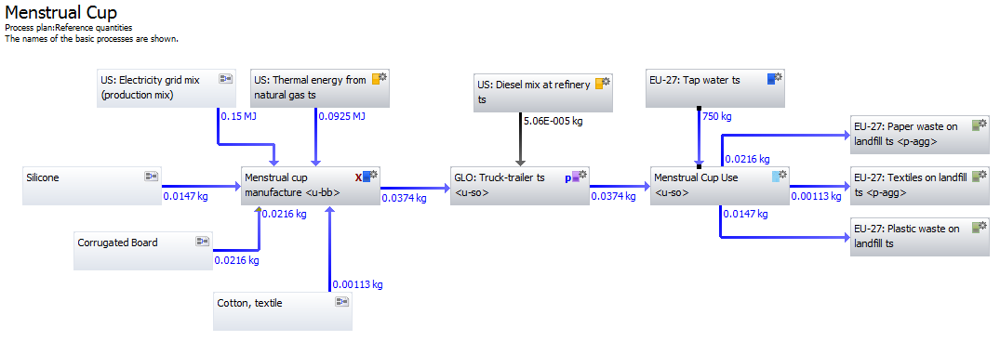 Menstrual Cup
Process plan:Reference quantities
The names of the basic processes are shown.
US: Electricity grid mix
(production mix)
US: Thermal energy from
natural gas ts
US: Diesel mix at refinery
ts
EU-27: Tap water ts
0.15 MJ
0.0925 MJ
5.06E-005 kg
750 kg
EU-27: Paper waste on
landfill ts <p-agg>
0.0216 kg
Silicone
0.0147 kg
Menstrual cup
manufacture <u-bb>
X
0.0374 kg
GLO: Truck-trailer ts
<u-so>
p
0.0374 kg
Menstrual Cup Use
<u-so>
0.00113 kg
EU-27: Textiles on landfill
ts <p-agg>
0.0216 kg
0.0147 kg
EU-27: Plastic waste on
landfill ts
Corrugated Board
0.0216 kg
0.00113 kg
Cotton, textile